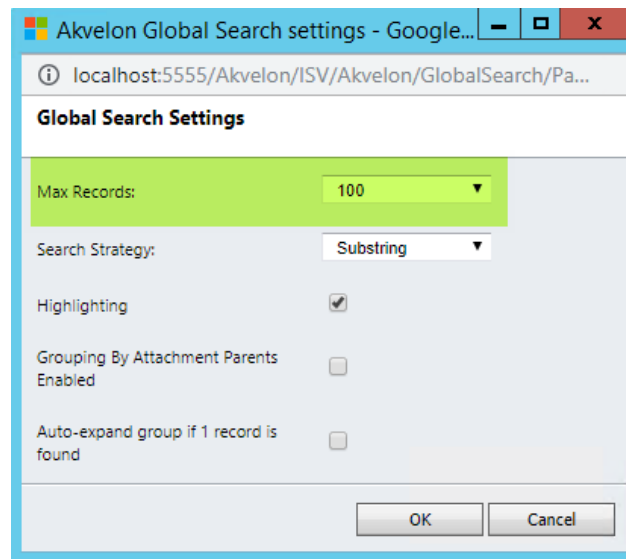 Akvelon Global Search settings - Google...
localhost:5555/Akvelon/ISV/Akvelon/GlobalSearch/Pa...
Global Search Settings
Max Records: 100
Search Strategy: Substring
Highlighting
Grouping By Attachment Parents
Enabled
Auto-expand group if 1 record is
found
OK Cancel